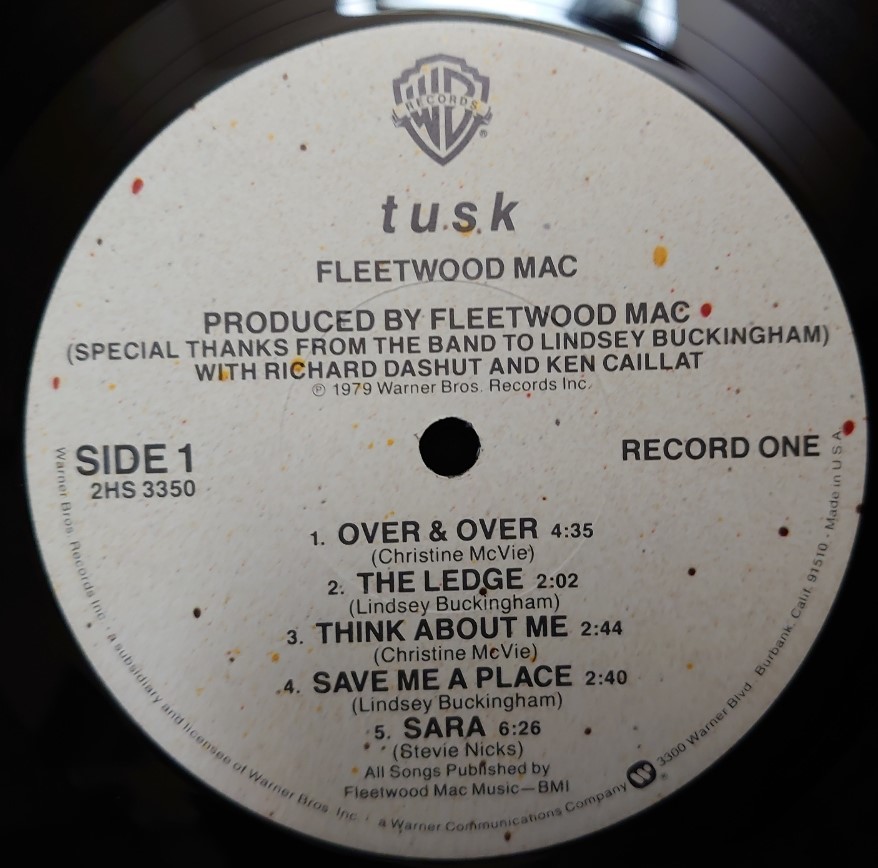 WB
RECORDS
®
tusk
FLEETWOOD MAC
PRODUCED BY FLEETWOOD MAC
(SPECIAL THANKS FROM THE BAND TO LINDSEY BUCKINGHAM)
WITH RICHARD DASHUT AND KEN CAILLAT
℗ 1979 Warner Bros. Records Inc.
SIDE 1
2HS 3350
RECORD ONE
1. OVER & OVER 4:35
(Christine McVie)
2. THE LEDGE 2:02
(Lindsey Buckingham)
3. THINK ABOUT ME 2:44
(Christine McVie)
4. SAVE ME A PLACE 2:40
(Lindsey Buckingham)
5. SARA 6:26
(Stevie Nicks)
All Songs Published by
Fleetwood Mac Music—BMI
Warner Bros. Records Inc. · a subsidiary and licensee of Warner Bros. Inc. · a Warner Communications Company ® 3300 Warner Blvd., Burbank, Calif. 91510 · Made in U.S.A.